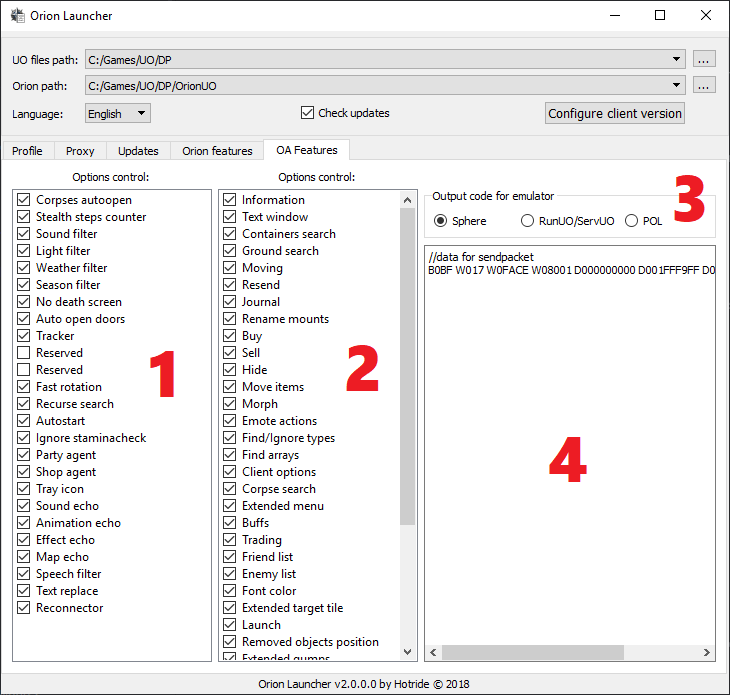 Orion Launcher
UO files path: C:/Games/UO/DP ...
Orion path: C:/Games/UO/DP/OrionUO ...
Language: English Check updates Configure client version
Profile Proxy Updates Orion features OA Features
Options control:
Corpses autoopen
Stealth steps counter
Sound filter
Light filter
Weather filter
Season filter
No death screen
Auto open doors
Tracker
Reserved
Reserved
Fast rotation
Recurse search
Autostart
Ignore staminacheck
Party agent
Shop agent
Tray icon
Sound echo
Animation echo
Effect echo
Map echo
Speech filter
Text replace
Reconnector
1
Options control:
Information
Text window
Containers search
Ground search
Moving
Resend
Journal
Rename mounts
Buy
Sell
Hide
Move items
Morph
Emote actions
Find/Ignore types
Find arrays
Client options
Corpse search
Extended menu
Buffs
Trading
Friend list
Enemy list
Font color
Extended target tile
Launch
Removed objects position
Extended gumps
2
Output code for emulator
Sphere RunUO/ServUO POL
3
//data for sendpacket
B0BF W017 W0FACE W08001 D000000000 D001FFF9FF D0
4
Orion Launcher v2.0.0.0 by Hotride © 2018